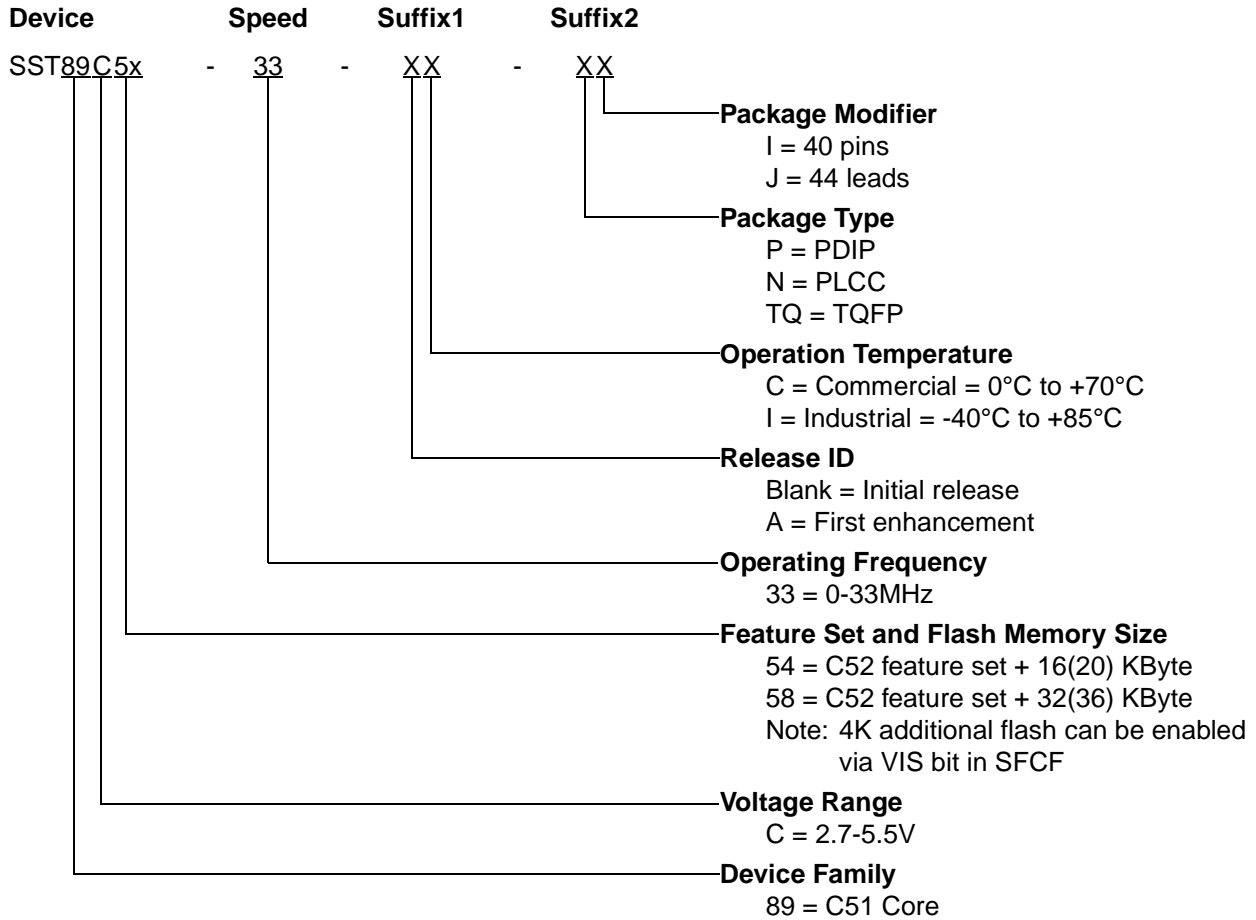 Device Speed Suffix1 Suffix2
SST89C5x - 33 - XX - XX
Package Modifier
I = 40 pins
J = 44 leads
Package Type
P = PDIP
N = PLCC
TQ = TQFP
Operation Temperature
C = Commercial = 0°C to +70°C
I = Industrial = -40°C to +85°C
Release ID
Blank = Initial release
A = First enhancement
Operating Frequency
33 = 0-33MHz
Feature Set and Flash Memory Size
54 = C52 feature set + 16(20) KByte
58 = C52 feature set + 32(36) KByte
Note: 4K additional flash can be enabled
via VIS bit in SFCF
Voltage Range
C = 2.7-5.5V
Device Family
89 = C51 Core